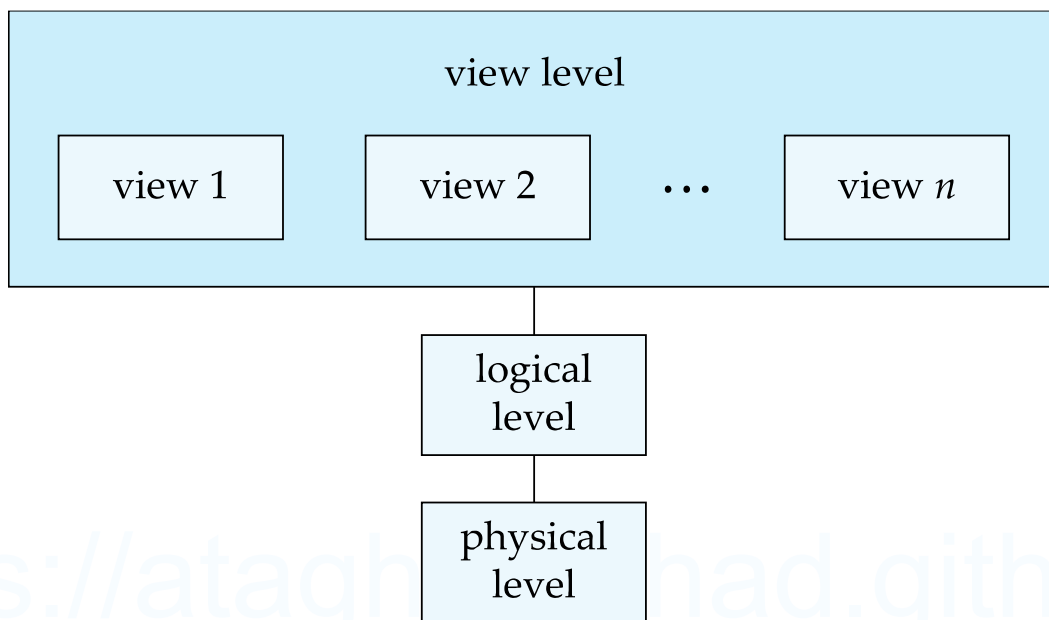 view level
view 1
view 2
...
view n
logical
level
physical
level